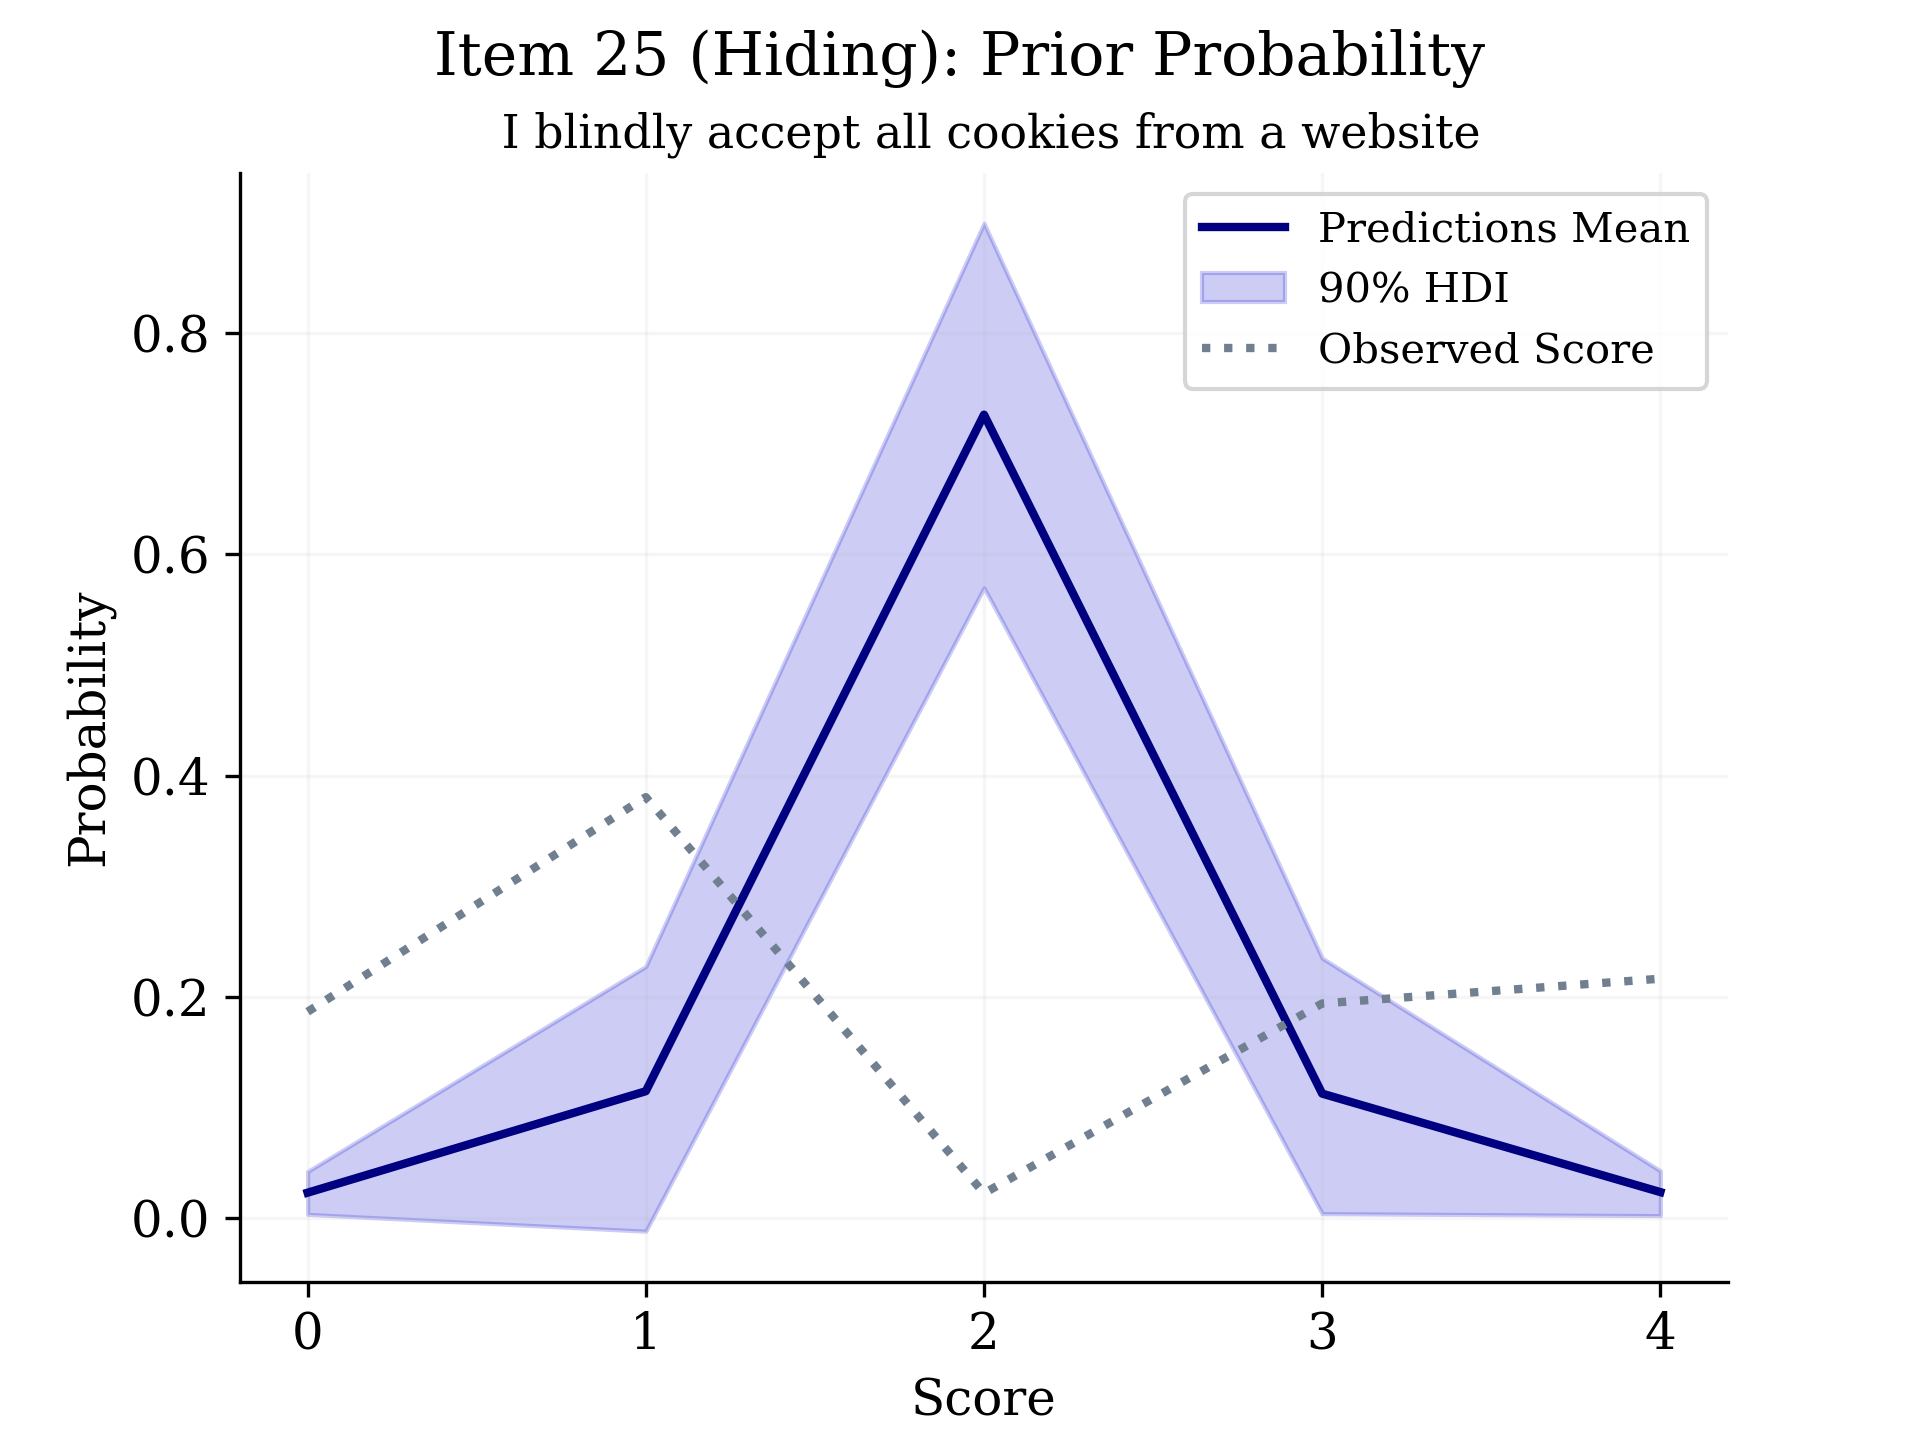 Item 25 (Hiding): Prior Probability
I blindly accept all cookies from a website
Predictions Mean
90% HDI
Observed Score
Probability
0.8
0.6
0.4
0.2
0.0
0 1 2 3 4
Score